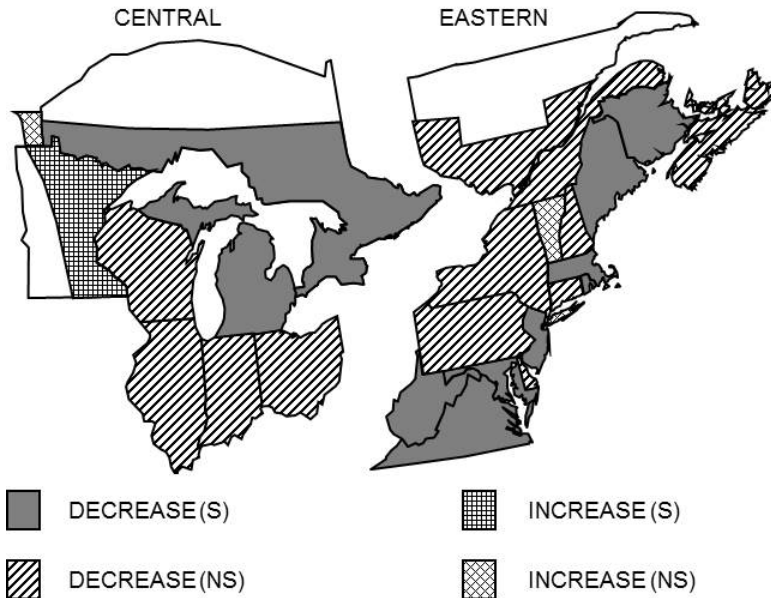 CENTRAL EASTERN
DECREASE (S) INCREASE (S)
DECREASE (NS) INCREASE (NS)